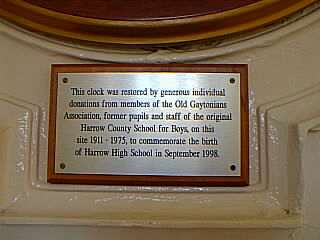 This clock was restored by generous individual
donations from members of the Old Gaytonians
Association, former pupils and staff of the original
Harrow County School for Boys, on this
site 1911 - 1975, to commemorate the birth
of Harrow High School in September 1998.